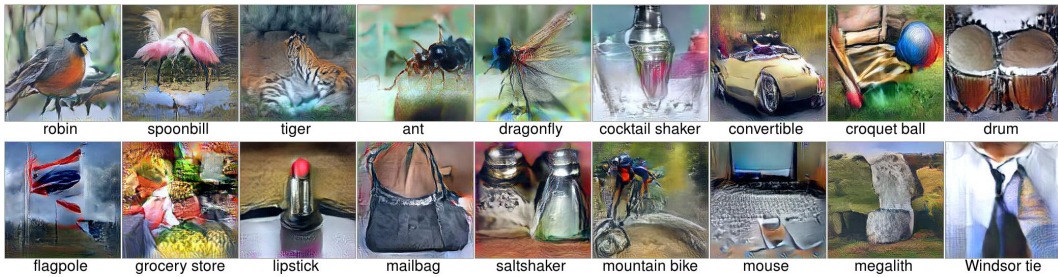 robin spoonbill tiger ant dragonfly cocktail shaker convertible croquet ball drum
flagpole grocery store lipstick mailbag saltshaker mountain bike mouse megalith Windsor tie